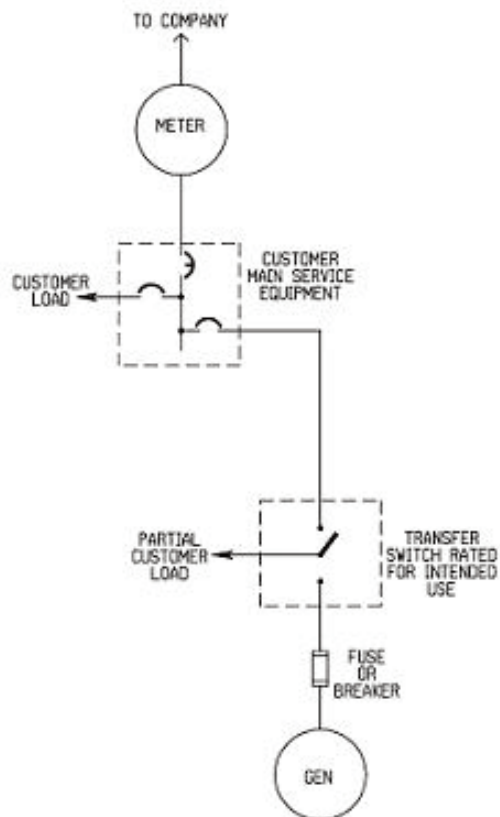 TO COMPANY
METER
CUSTOMER
MAIN SERVICE
EQUIPMENT
CUSTOMER
LOAD
PARTIAL
CUSTOMER
LOAD
TRANSFER
SWITCH RATED
FOR INTENDED
USE
FUSE
OR
BREAKER
GEN